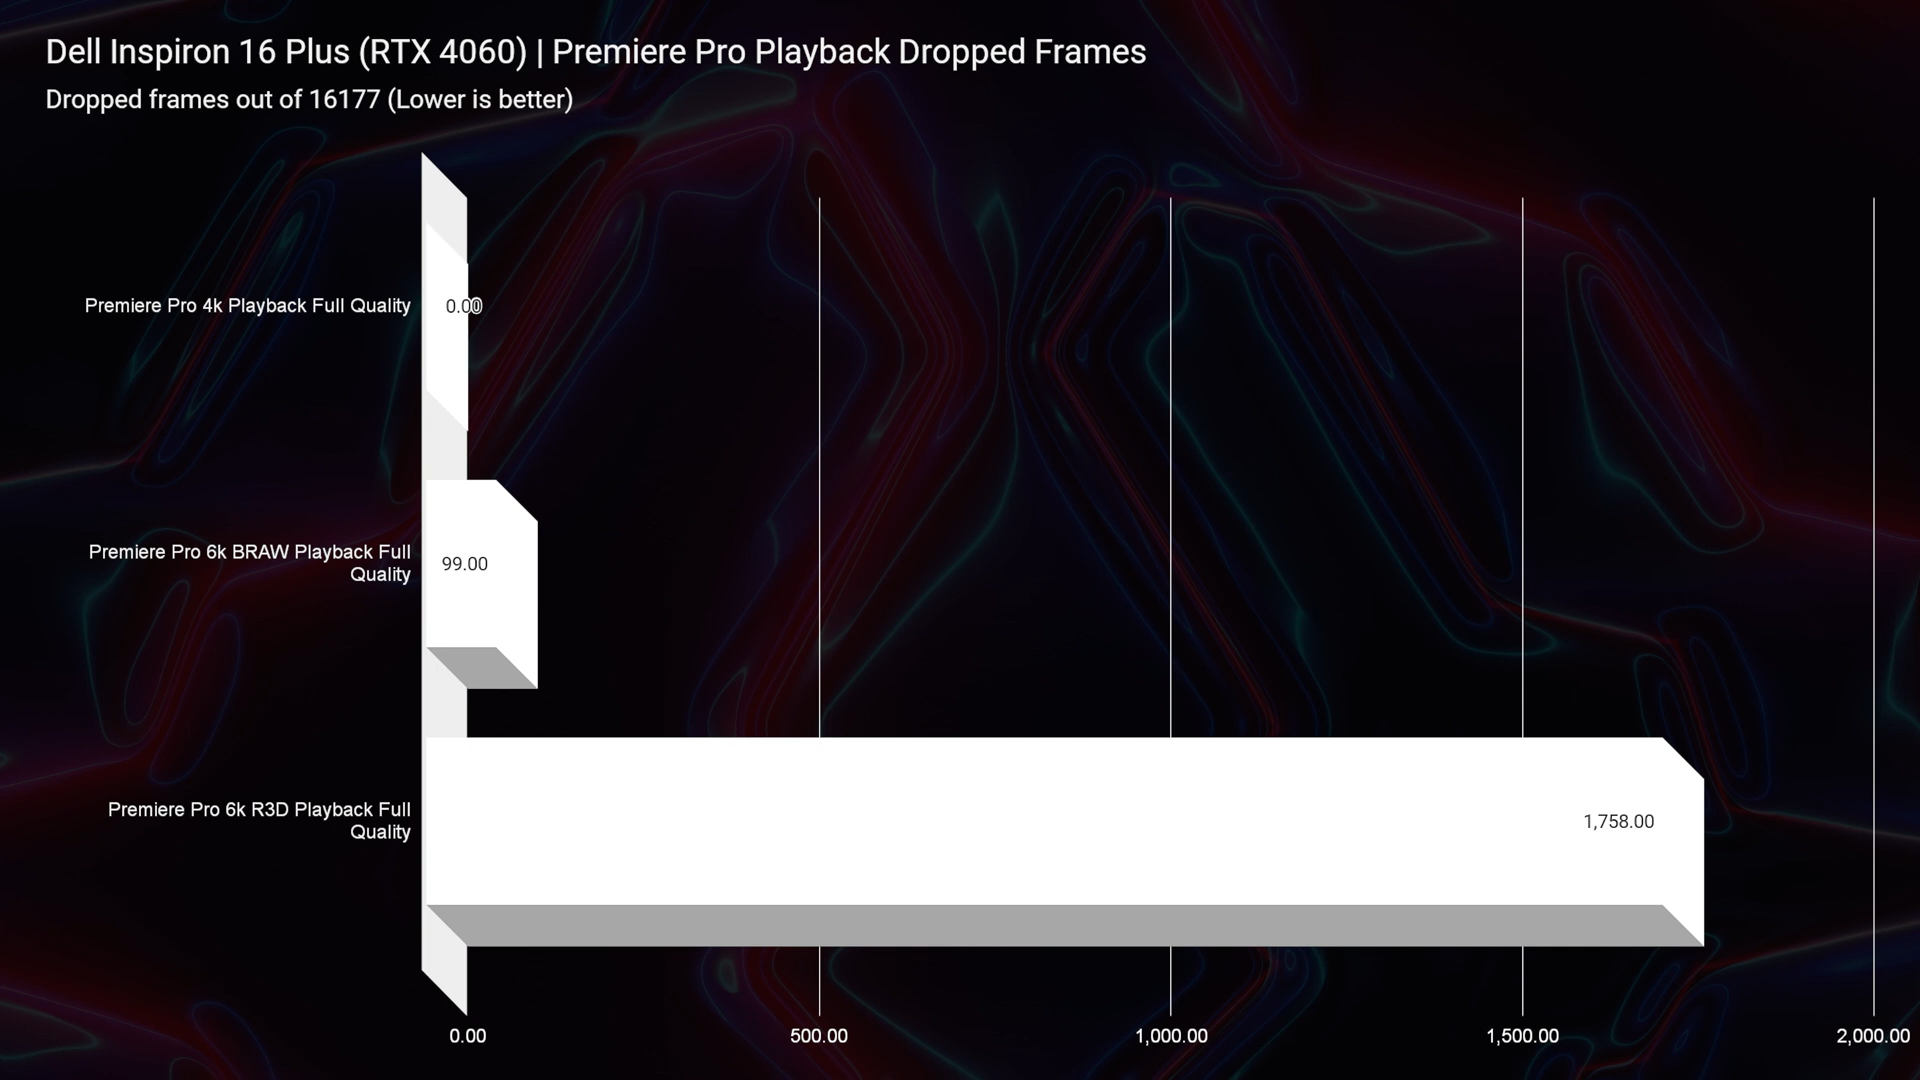 Dell Inspiron 16 Plus (RTX 4060) | Premiere Pro Playback Dropped Frames
Dropped frames out of 16177 (Lower is better)
Premiere Pro 4k Playback Full Quality
0.00
Premiere Pro 6k BRAW Playback Full
Quality
99.00
Premiere Pro 6k R3D Playback Full
Quality
1,758.00
0.00
500.00
1,000.00
1,500.00
2,000.00